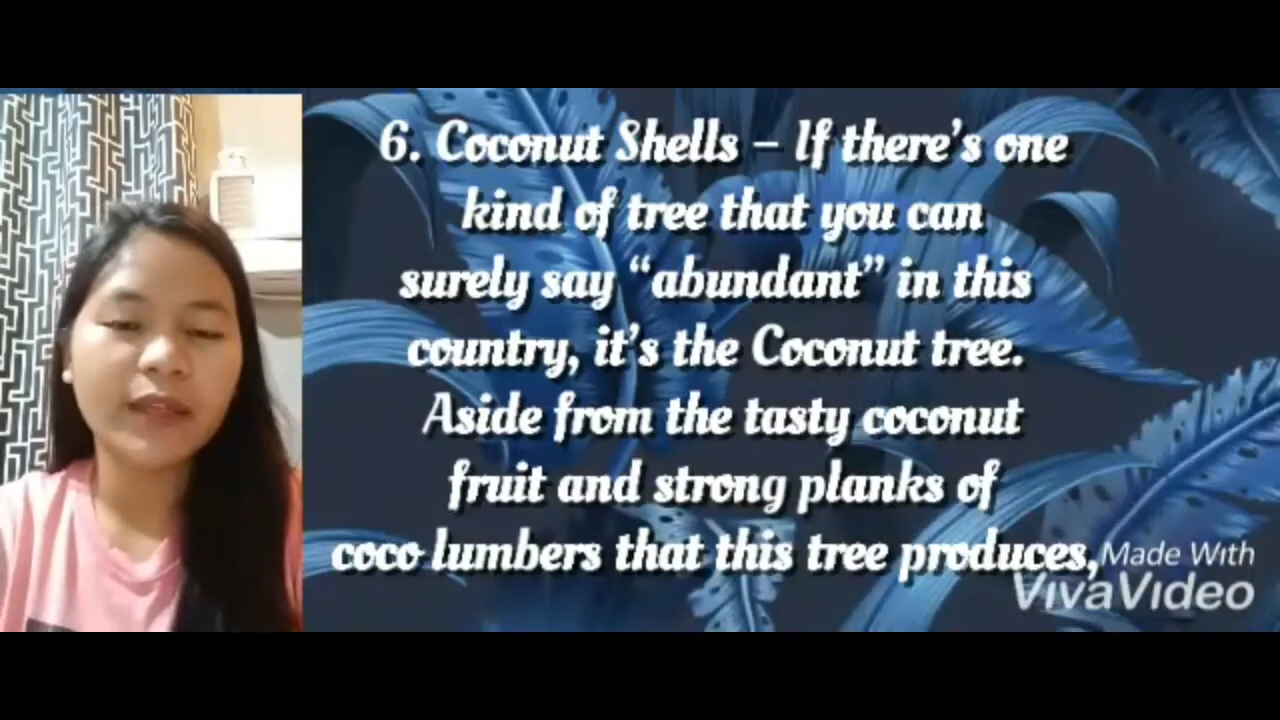 6. Coconut Shells – If there's one
kind of tree that you can
surely say “abundant” in this
country, it's the Coconut tree.
Aside from the tasty coconut
fruit and strong planks of
coco lumbers that this tree produces,
Made With
VivaVideo